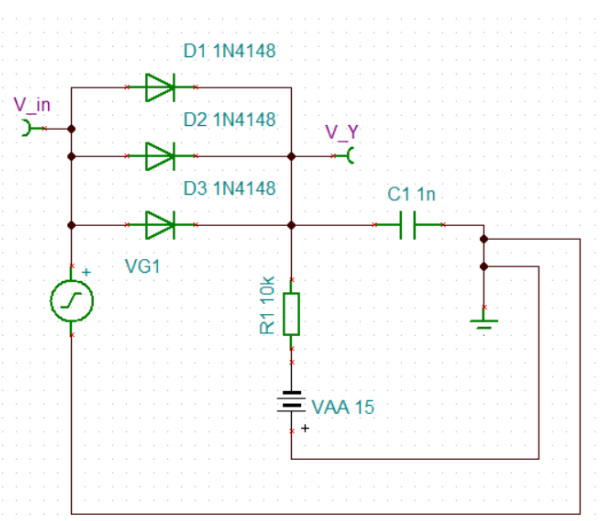 D1 1N4148
V_in
D2 1N4148
V_Y
D3 1N4148
C1 1n
VG1
+
R1 10k
VAA 15
+